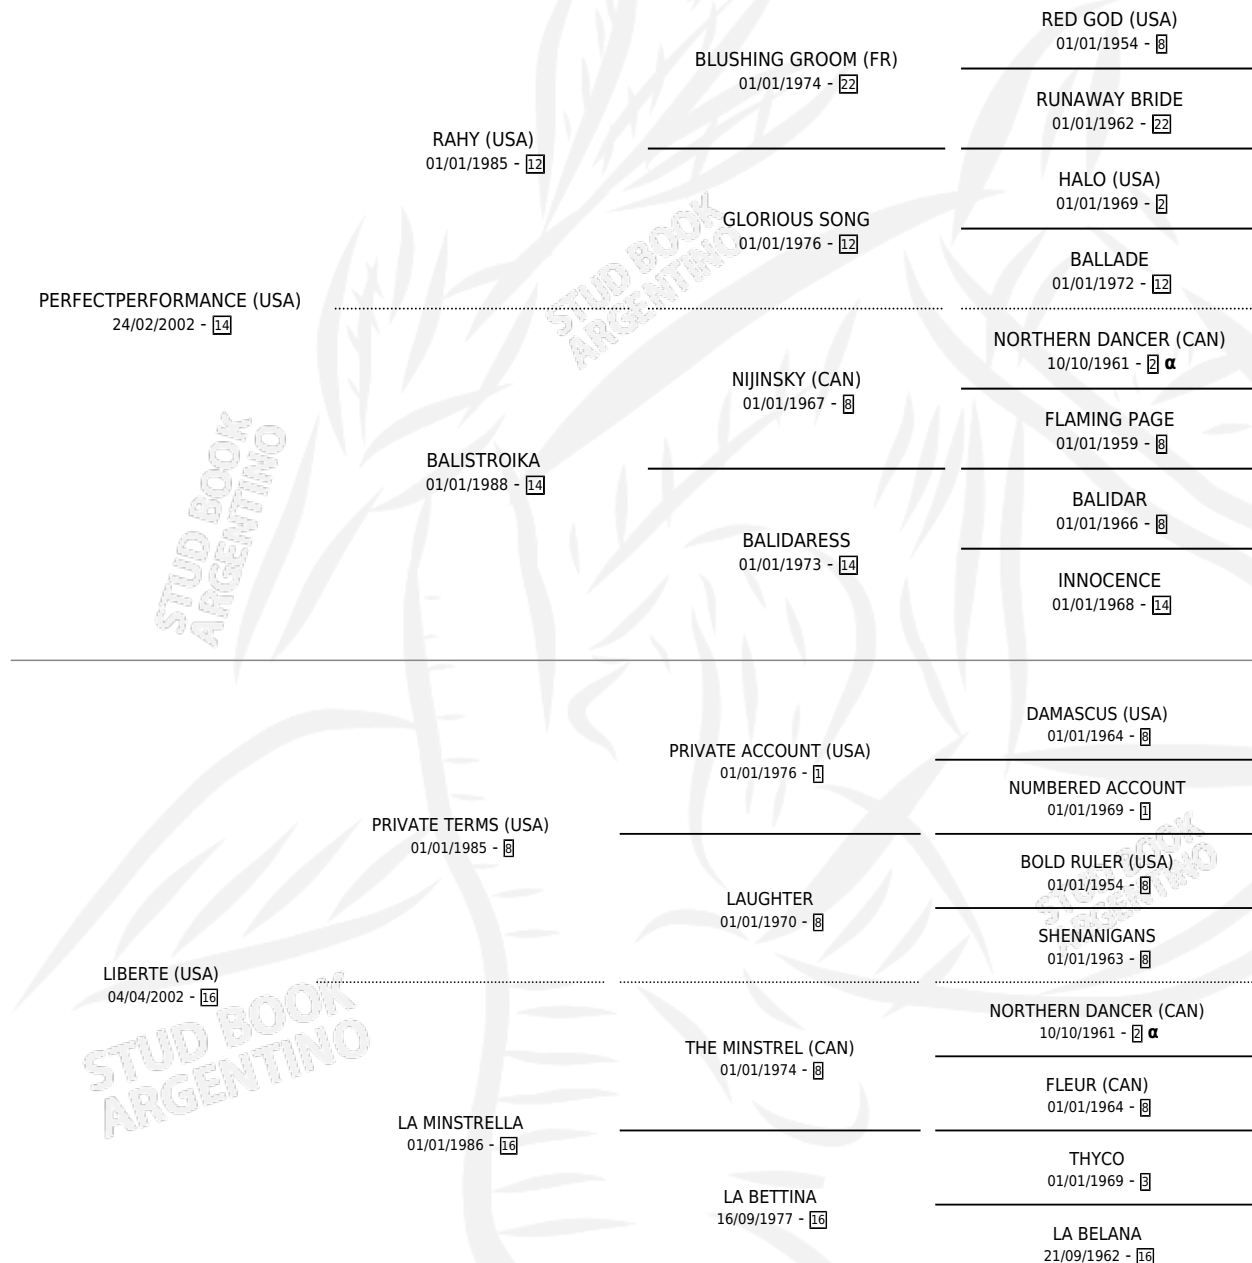 RED GOD (USA)
01/01/1954 - 8
BLUSHING GROOM (FR)
01/01/1974 - 22
RUNAWAY BRIDE
01/01/1962 - 22
RAHY (USA)
01/01/1985 - 12
HALO (USA)
01/01/1969 - 2
GLORIOUS SONG
01/01/1976 - 12
BALLADE
01/01/1972 - 12
PERFECTPERFORMANCE (USA)
24/02/2002 - 14
NORTHERN DANCER (CAN)
10/10/1961 - 2 α
NIJINSKY (CAN)
01/01/1967 - 8
FLAMING PAGE
01/01/1959 - 8
BALISTROIKA
01/01/1988 - 14
BALIDAR
01/01/1966 - 8
BALIDARESS
01/01/1973 - 14
INNOCENCE
01/01/1968 - 14
DAMASCUS (USA)
01/01/1964 - 8
PRIVATE ACCOUNT (USA)
01/01/1976 - 1
NUMBERED ACCOUNT
01/01/1969 - 1
PRIVATE TERMS (USA)
01/01/1985 - 8
BOLD RULER (USA)
01/01/1954 - 8
LAUGHTER
01/01/1970 - 8
SHENANIGANS
01/01/1963 - 8
LIBERTE (USA)
04/04/2002 - 16
NORTHERN DANCER (CAN)
10/10/1961 - 2 α
THE MINSTREL (CAN)
01/01/1974 - 8
FLEUR (CAN)
01/01/1964 - 8
LA MINSTRELLA
01/01/1986 - 16
THYCO
01/01/1969 - 3
LA BETTINA
16/09/1977 - 16
LA BELANA
21/09/1962 - 16
STUD BOOK
ARGENTINO
STUD BOOK
ARGENTINO
STUD BOOK
ARGENTINO
STUD BOOK
ARGENTINO